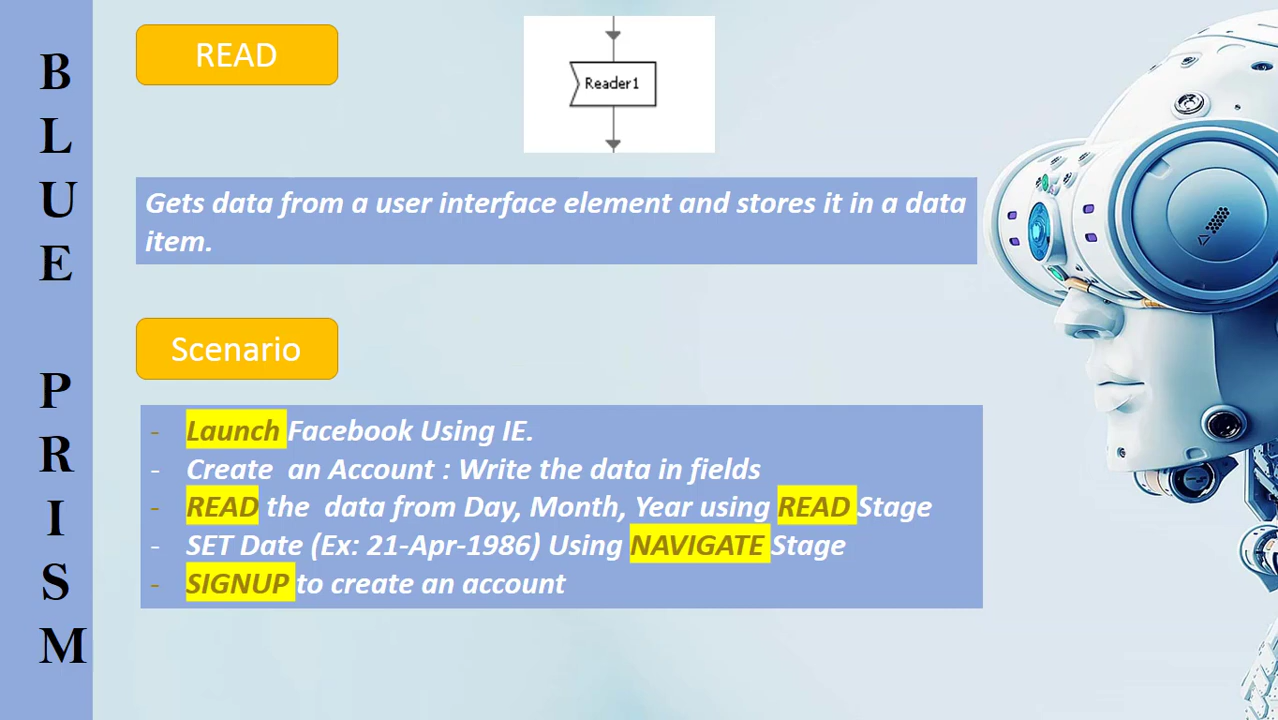 BLUE PRISM
READ
Reader1
Gets data from a user interface element and stores it in a data
item.
Scenario
- Launch Facebook Using IE.
- Create an Account : Write the data in fields
- READ the data from Day, Month, Year using READ Stage
- SET Date (Ex: 21-Apr-1986) Using NAVIGATE Stage
- SIGNUP to create an account